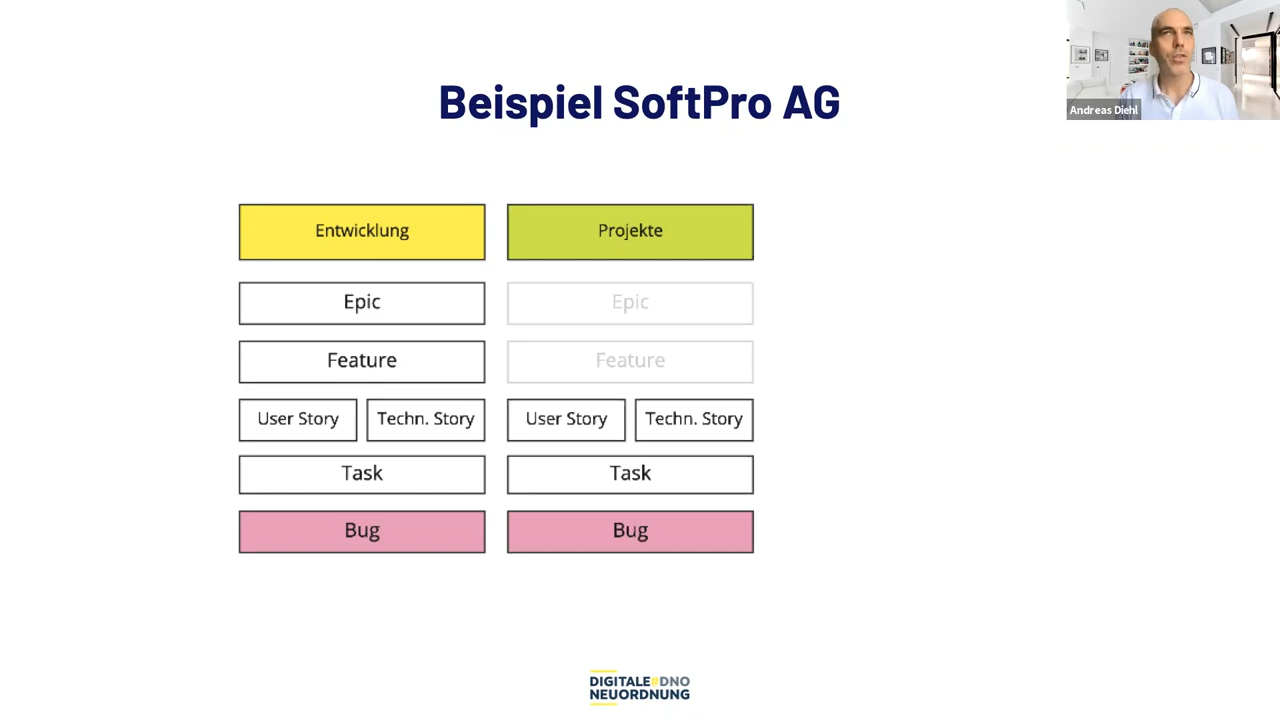 Andreas Diehl
Beispiel SoftPro AG
Entwicklung
Projekte
Epic
Epic
Feature
Feature
User Story
Techn. Story
User Story
Techn. Story
Task
Task
Bug
Bug
DIGITALE#DNO
NEUORDNUNG